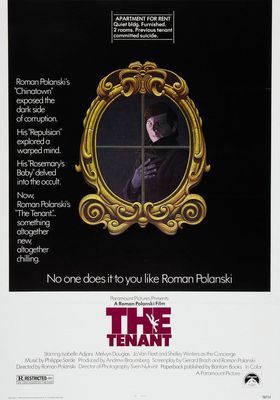 APARTMENT FOR RENT
Quiet bldg. Furnished.
2 rooms. Previous tenant
committed suicide.
Roman Polanski's
"Chinatown"
exposed the
dark side
of corruption.
His "Repulsion"
explored a
warped mind.
His "Rosemary's
Baby" delved
into the occult.
Now,
Roman Polanski's
"The Tenant"...
something
altogether
new,
altogether
chilling.
No one does it to you like Roman Polanski
Paramount Pictures Presents
A Roman Polanski Film
THE
TENANT
Starring Isabelle Adjani Melvyn Douglas Jo Van Fleet and Shelley Winters as the Concierge
Music by Philippe Sarde Produced by Andrew Braunsberg Screenplay by Gerard Brach and Roman Polanski
Directed by Roman Polanski Director of Photography Sven Nykvist Paperback published by Bantam Books In Color
R RESTRICTED